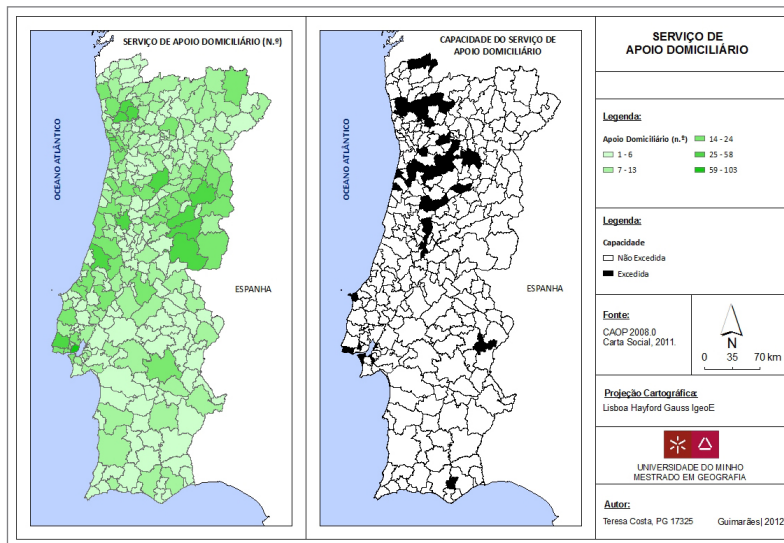 SERVIÇO DE APOIO DOMICILIÁRIO (N.º)
OCEANO ATLÂNTICO
ESPANHA
CAPACIDADE DO SERVIÇO DE
APOIO DOMICILIÁRIO
OCEANO ATLÂNTICO
ESPANHA
SERVIÇO DE
APOIO DOMICILIÁRIO
Legenda:
Apoio Domiciliário (n.º)
1 - 6
7 - 13
14 - 24
25 - 58
59 - 103
Legenda:
Capacidade
Não Excedida
Excedida
Fonte:
CAOP 2008.0
Carta Social, 2011.
N
0 35 70 km
Projeção Cartográfica:
Lisboa Hayford Gauss IgeoE
UNIVERSIDADE DO MINHO
MESTRADO EM GEOGRAFIA
Autor:
Teresa Costa, PG 17325 Guimarães| 2012